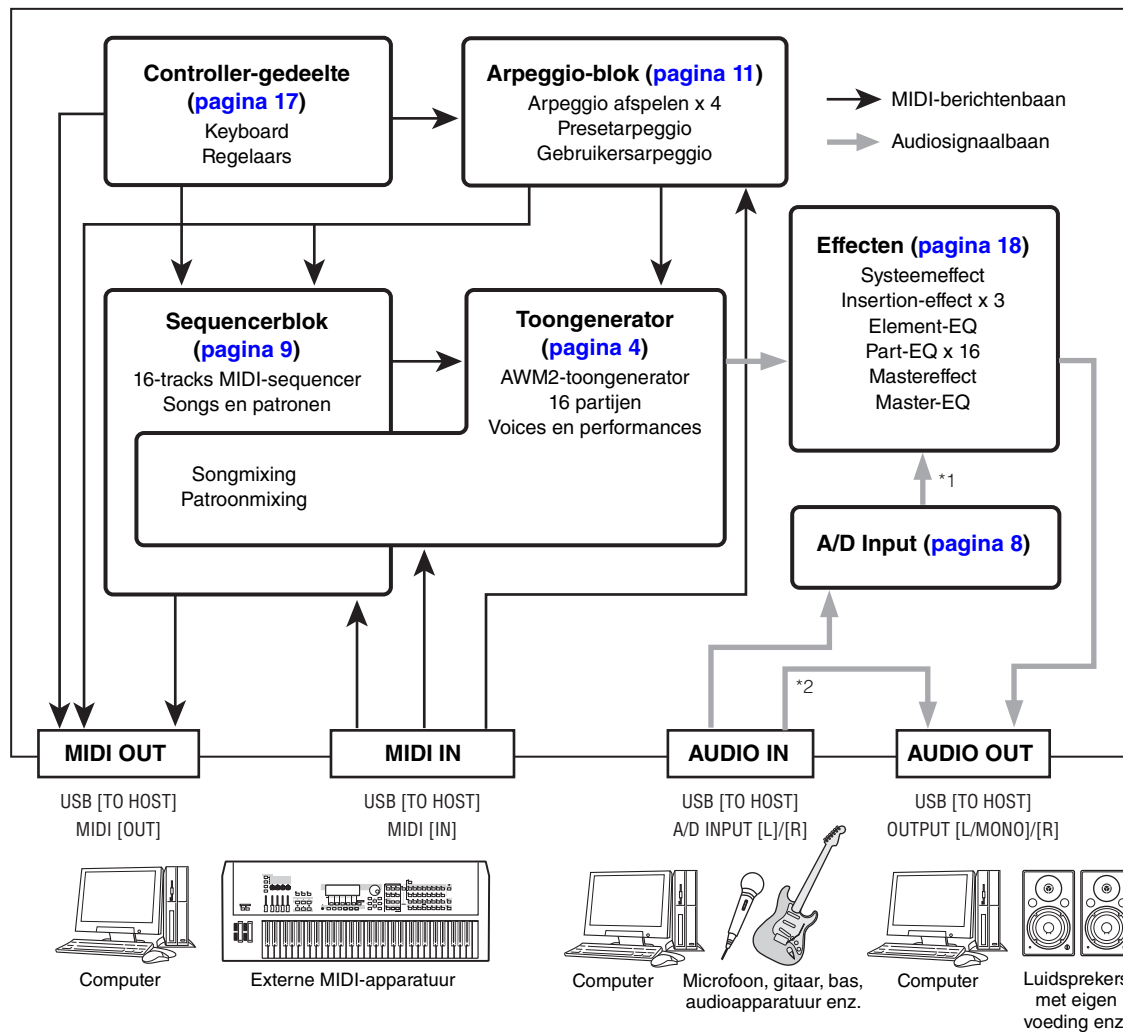 Controller-gedeelte
(pagina 17)
Keyboard
Regelaars
Arpeggio-blok (pagina 11)
Arpeggio afspelen x 4
Presetarpeggio
Gebruikersarpeggio
MIDI-berichtenbaan
Audiosignaalbaan
Sequencerblok
(pagina 9)
16-tracks MIDI-sequencer
Songs en patronen
Songmixing
Patroonmixing
Toongenerator
(pagina 4)
AWM2-toongenerator
16 partijen
Voices en performances
Effecten (pagina 18)
Systeemeffect
Insertion-effect x 3
Element-EQ
Part-EQ x 16
Mastereffect
Master-EQ
*1
A/D Input (pagina 8)
*2
MIDI OUT
USB [TO HOST]
MIDI [OUT]
MIDI IN
USB [TO HOST]
MIDI [IN]
AUDIO IN
USB [TO HOST]
A/D INPUT [L]/[R]
AUDIO OUT
USB [TO HOST]
OUTPUT [L/MONO]/[R]
Computer
Externe MIDI-apparatuur
Computer
Microfoon, gitaar, bas,
audioapparatuur enz.
Computer
Luidsprekers
met eigen
voeding enz.